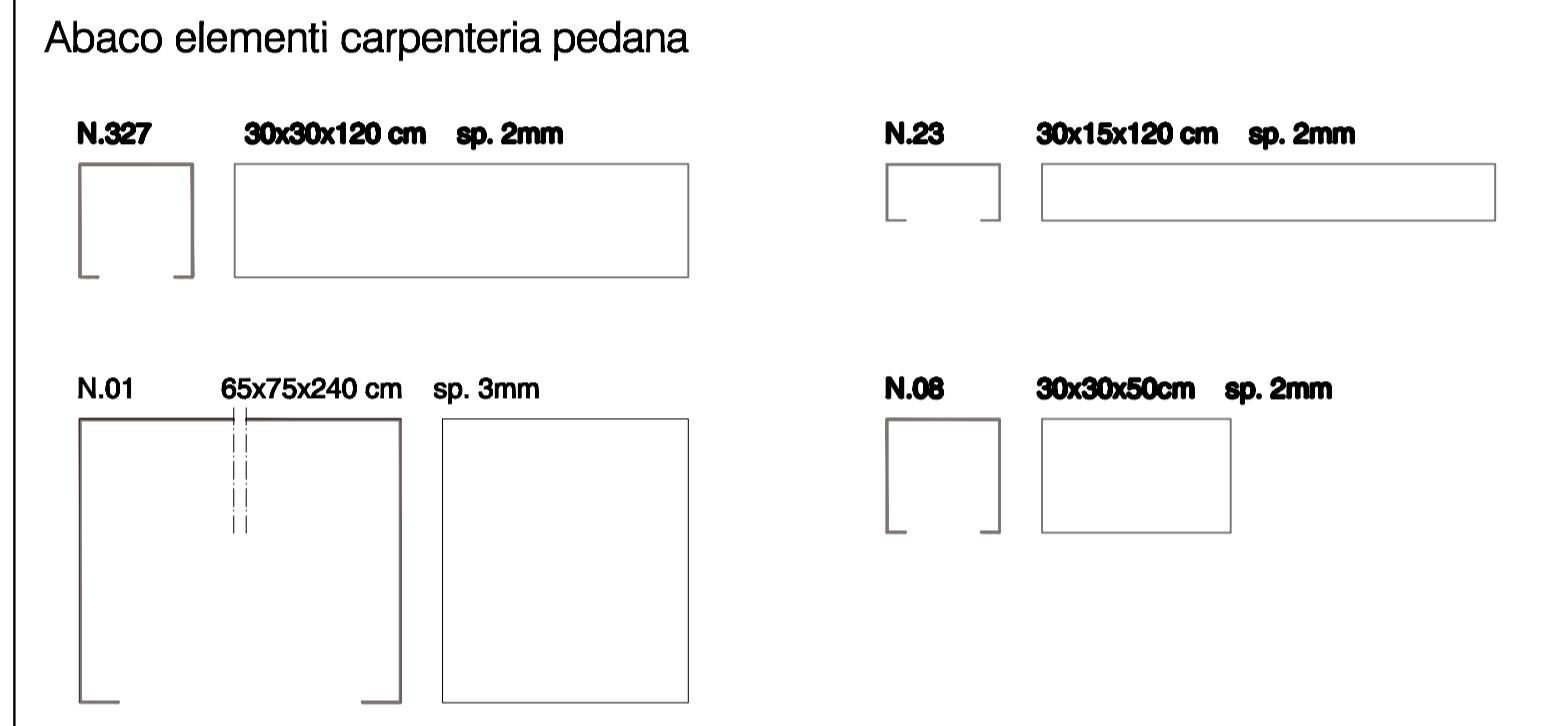 Abaco elementi carpenteria pedana
N.327 30x30x120 cm sp. 2mm
N.23 30x15x120 cm sp. 2mm
N.01 65x75x240 cm sp. 3mm
N.08 30x30x50cm sp. 2mm